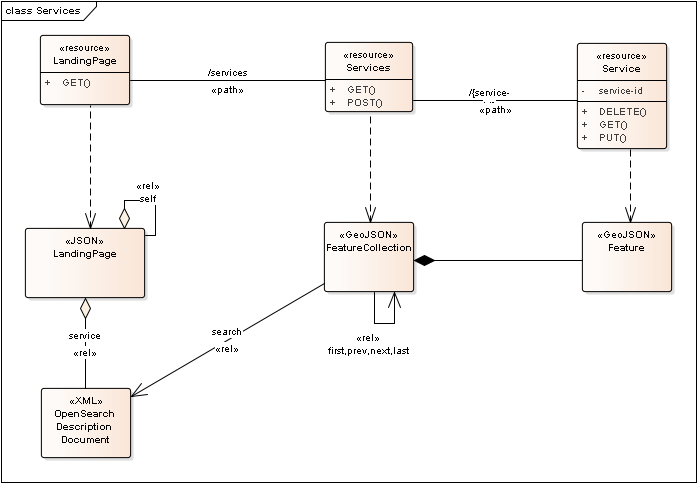 class Services
«resource»
LandingPage
+ GET()
/services
«path»
«resource»
Services
+ GET()
+ POST()
/{service-
«path»
«resource»
Service
- service-id
+ DELETE()
+ GET()
+ PUT()
«rel»
self
«JSON»
LandingPage
«GeoJSON»
FeatureCollection
«GeoJSON»
Feature
service
«rel»
search
«rel»
«rel»
first,prev,next,last
«XML»
OpenSearch
Description
Document